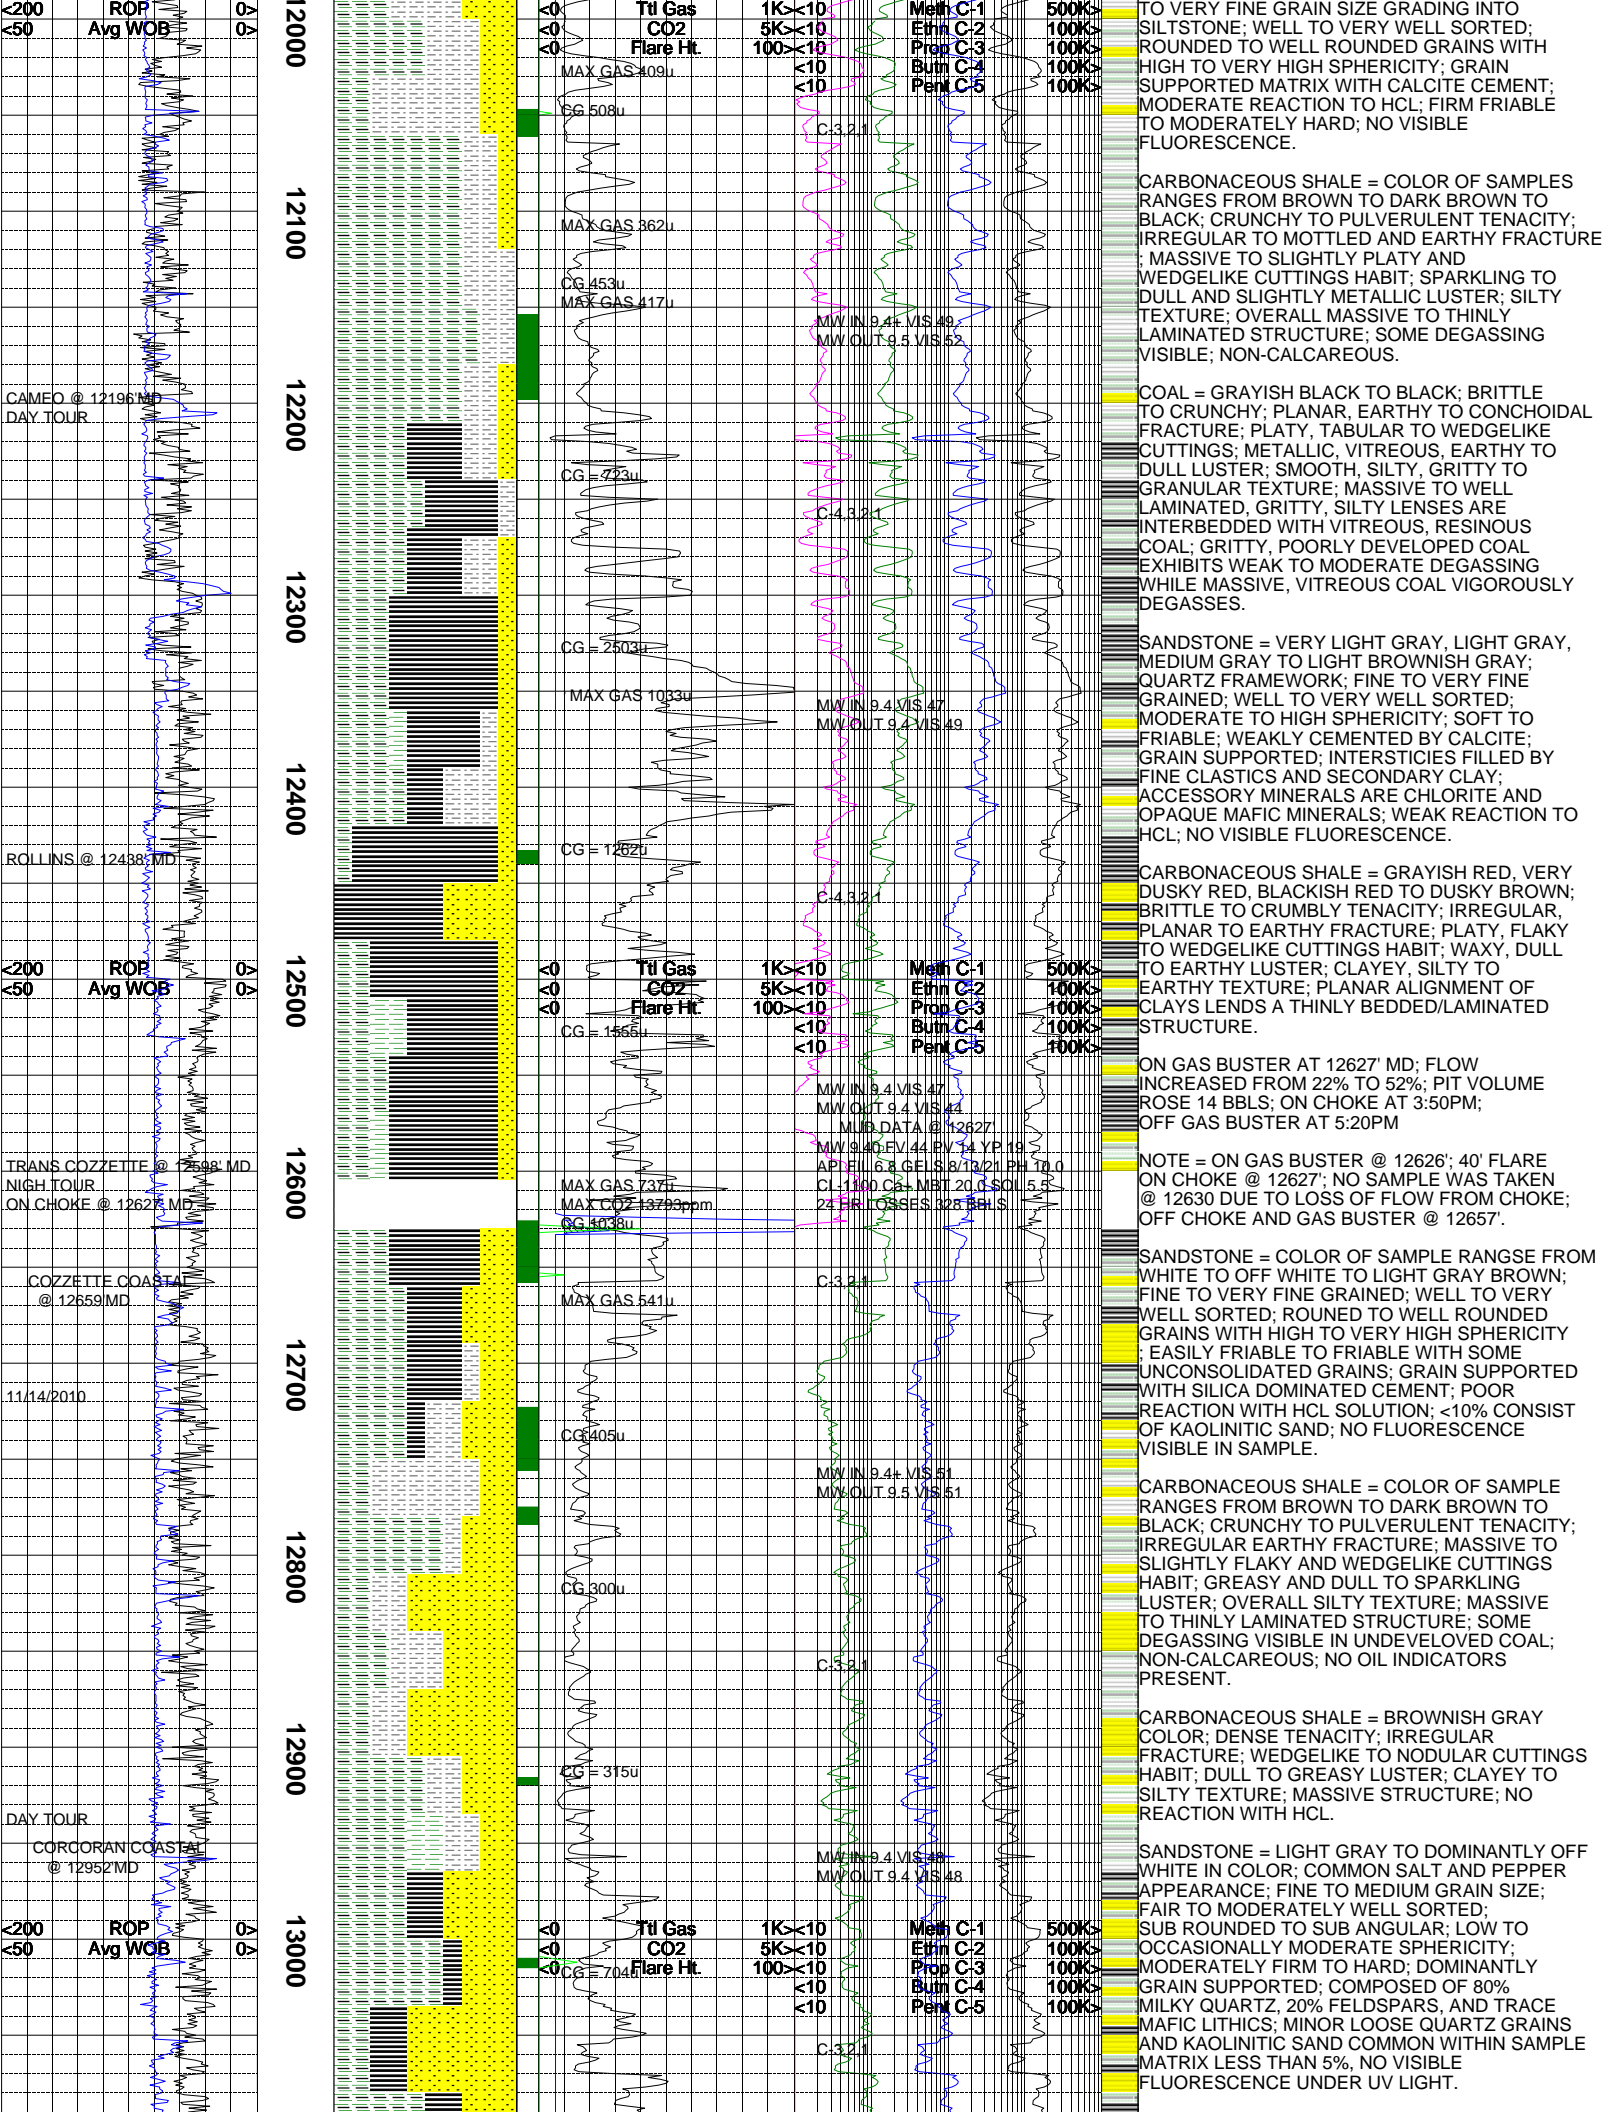 <200 ROP 0>
<50 Avg WOB 0>
CAMEO @ 12196'MD
DAY TOUR
ROLLINS @ 12438' MD
<200 ROP 0>
<50 Avg WOB 0>
TRANS COZZETTE @ 12598' MD
NIGH TOUR
ON CHOKE @ 12627' MD
COZZETTE COASTAL
@ 12659'MD
11/14/2010
DAY TOUR
CORCORAN COASTAL
@ 12952'MD
<200 ROP 0>
<50 Avg WOB 0>
12000
12100
12200
12300
12400
12500
12600
12700
12800
12900
13000
<0 Ttl Gas 1K>
<0 CO2 5K>
<0 Flare Ht. 100>
MAX GAS 409u
CG 508u
MAX GAS 362u
CG 453u
MAX GAS 417u
CG = 723u
CG = 2503u
MAX GAS 1033u
CG = 1262u
<0 Ttl Gas 1K>
<0 CO2 5K>
<0 Flare Ht. 100>
CG = 1555u
MAX GAS 737u
MAX CO2 13793ppm
CG 1038u
MAX GAS 541u
CG 405u
CG 300u
CG = 315u
<0 Ttl Gas 1K>
<0 CO2 5K>
<0 Flare Ht. 100>
CG = 704u
<10 Meth C-1 500K>
<10 Ethn C-2 100K>
<10 Prop C-3 100K>
<10 Butn C-4 100K>
<10 Pent C-5 100K>
C-3,2,1
MW IN 9.4+ VIS 49
MW OUT 9.5 VIS 52
C-4,3,2,1
MW IN 9.4 VIS 47
MW OUT 9.4 VIS 49
C-4,3,2,1
<10 Meth C-1 500K>
<10 Ethn C-2 100K>
<10 Prop C-3 100K>
<10 Butn C-4 100K>
<10 Pent C-5 100K>
MW IN 9.4 VIS 47
MW OUT 9.4 VIS 44
MUD DATA @ 12627'
MW 9.40 FV 44 PV 14 YP 19
API FIL 6.8 GELS 8/13/21 PH 10.0
CL-1100 Ca- MBT 20.0 SOL 5.5
24 HR LOSSES 328 BBLS
C-3,2,1
MW IN 9.4+ VIS 51
MW OUT 9.5 VIS 51
C-3,2,1
MW IN 9.4 VIS 48
MW OUT 9.4 VIS 48
<10 Meth C-1 500K>
<10 Ethn C-2 100K>
<10 Prop C-3 100K>
<10 Butn C-4 100K>
<10 Pent C-5 100K>
C-3,2,1
TO VERY FINE GRAIN SIZE GRADING INTO
SILTSTONE; WELL TO VERY WELL SORTED;
ROUNDED TO WELL ROUNDED GRAINS WITH
HIGH TO VERY HIGH SPHERICITY; GRAIN
SUPPORTED MATRIX WITH CALCITE CEMENT;
MODERATE REACTION TO HCL; FIRM FRIABLE
TO MODERATELY HARD; NO VISIBLE
FLUORESCENCE.
CARBONACEOUS SHALE = COLOR OF SAMPLES
RANGES FROM BROWN TO DARK BROWN TO
BLACK; CRUNCHY TO PULVERULENT TENACITY;
IRREGULAR TO MOTTLED AND EARTHY FRACTURE
; MASSIVE TO SLIGHTLY PLATY AND
WEDGELIKE CUTTINGS HABIT; SPARKLING TO
DULL AND SLIGHTLY METALLIC LUSTER; SILTY
TEXTURE; OVERALL MASSIVE TO THINLY
LAMINATED STRUCTURE; SOME DEGASSING
VISIBLE; NON-CALCAREOUS.
COAL = GRAYISH BLACK TO BLACK; BRITTLE
TO CRUNCHY; PLANAR, EARTHY TO CONCHOIDAL
FRACTURE; PLATY, TABULAR TO WEDGELIKE
CUTTINGS; METALLIC, VITREOUS, EARTHY TO
DULL LUSTER; SMOOTH, SILTY, GRITTY TO
GRANULAR TEXTURE; MASSIVE TO WELL
LAMINATED, GRITTY, SILTY LENSES ARE
INTERBEDDED WITH VITREOUS, RESINOUS
COAL; GRITTY, POORLY DEVELOPED COAL
EXHIBITS WEAK TO MODERATE DEGASSING
WHILE MASSIVE, VITREOUS COAL VIGOROUSLY
DEGASSES.
SANDSTONE = VERY LIGHT GRAY, LIGHT GRAY,
MEDIUM GRAY TO LIGHT BROWNISH GRAY;
QUARTZ FRAMEWORK; FINE TO VERY FINE
GRAINED; WELL TO VERY WELL SORTED;
MODERATE TO HIGH SPHERICITY; SOFT TO
FRIABLE; WEAKLY CEMENTED BY CALCITE;
GRAIN SUPPORTED; INTERSTICIES FILLED BY
FINE CLASTICS AND SECONDARY CLAY;
ACCESSORY MINERALS ARE CHLORITE AND
OPAQUE MAFIC MINERALS; WEAK REACTION TO
HCL; NO VISIBLE FLUORESCENCE.
CARBONACEOUS SHALE = GRAYISH RED, VERY
DUSKY RED, BLACKISH RED TO DUSKY BROWN;
BRITTLE TO CRUMBLY TENACITY; IRREGULAR,
PLANAR TO EARTHY FRACTURE; PLATY, FLAKY
TO WEDGELIKE CUTTINGS HABIT; WAXY, DULL
TO EARTHY LUSTER; CLAYEY, SILTY TO
EARTHY TEXTURE; PLANAR ALIGNMENT OF
CLAYS LENDS A THINLY BEDDED/LAMINATED
STRUCTURE.
ON GAS BUSTER AT 12627' MD; FLOW
INCREASED FROM 22% TO 52%; PIT VOLUME
ROSE 14 BBLS; ON CHOKE AT 3:50PM;
OFF GAS BUSTER AT 5:20PM
NOTE = ON GAS BUSTER @ 12626'; 40' FLARE
ON CHOKE @ 12627'; NO SAMPLE WAS TAKEN
@ 12630 DUE TO LOSS OF FLOW FROM CHOKE;
OFF CHOKE AND GAS BUSTER @ 12657'.
SANDSTONE = COLOR OF SAMPLE RANGSE FROM
WHITE TO OFF WHITE TO LIGHT GRAY BROWN;
FINE TO VERY FINE GRAINED; WELL TO VERY
WELL SORTED; ROUNED TO WELL ROUNDED
GRAINS WITH HIGH TO VERY HIGH SPHERICITY
; EASILY FRIABLE TO FRIABLE WITH SOME
UNCONSOLIDATED GRAINS; GRAIN SUPPORTED
WITH SILICA DOMINATED CEMENT; POOR
REACTION WITH HCL SOLUTION; <10% CONSIST
OF KAOLINITIC SAND; NO FLUORESCENCE
VISIBLE IN SAMPLE.
CARBONACEOUS SHALE = COLOR OF SAMPLE
RANGES FROM BROWN TO DARK BROWN TO
BLACK; CRUNCHY TO PULVERULENT TENACITY;
IRREGULAR EARTHY FRACTURE; MASSIVE TO
SLIGHTLY FLAKY AND WEDGELIKE CUTTINGS
HABIT; GREASY AND DULL TO SPARKLING
LUSTER; OVERALL SILTY TEXTURE; MASSIVE
TO THINLY LAMINATED STRUCTURE; SOME
DEGASSING VISIBLE IN UNDEVELOVED COAL;
NON-CALCAREOUS; NO OIL INDICATORS
PRESENT.
CARBONACEOUS SHALE = BROWNISH GRAY
COLOR; DENSE TENACITY; IRREGULAR
FRACTURE; WEDGELIKE TO NODULAR CUTTINGS
HABIT; DULL TO GREASY LUSTER; CLAYEY TO
SILTY TEXTURE; MASSIVE STRUCTURE; NO
REACTION WITH HCL.
SANDSTONE = LIGHT GRAY TO DOMINANTLY OFF
WHITE IN COLOR; COMMON SALT AND PEPPER
APPEARANCE; FINE TO MEDIUM GRAIN SIZE;
FAIR TO MODERATELY WELL SORTED;
SUB ROUNDED TO SUB ANGULAR; LOW TO
OCCASIONALLY MODERATE SPHERICITY;
MODERATELY FIRM TO HARD; DOMINANTLY
GRAIN SUPPORTED; COMPOSED OF 80%
MILKY QUARTZ, 20% FELDSPARS, AND TRACE
MAFIC LITHICS; MINOR LOOSE QUARTZ GRAINS
AND KAOLINITIC SAND COMMON WITHIN SAMPLE
MATRIX LESS THAN 5%, NO VISIBLE
FLUORESCENCE UNDER UV LIGHT.